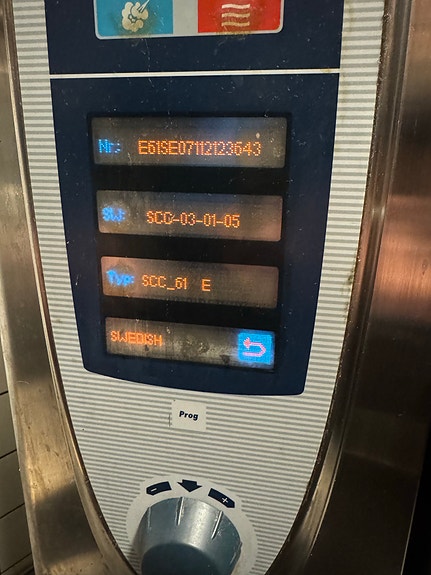 Nr: E61SE07112123643
SW: SCC-03-01-05
Typ: SCC_61 E
SWEDISH
Prog
- +